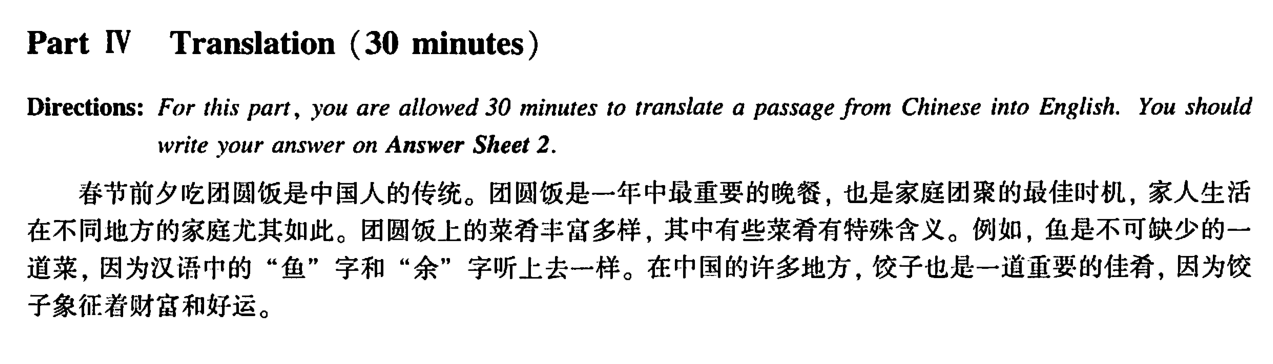 Part Ⅳ Translation (30 minutes)
Directions: For this part, you are allowed 30 minutes to translate a passage from Chinese into English. You should
write your answer on Answer Sheet 2.
春节前夕吃团圆饭是中国人的传统。团圆饭是一年中最重要的晚餐，也是家庭团聚的最佳时机，家人生活
在不同地方的家庭尤其如此。团圆饭上的菜肴丰富多样，其中有些菜肴有特殊含义。例如，鱼是不可缺少的一
道菜，因为汉语中的“鱼”字和“余”字听上去一样。在中国的许多地方，饺子也是一道重要的佳肴，因为饺
子象征着财富和好运。